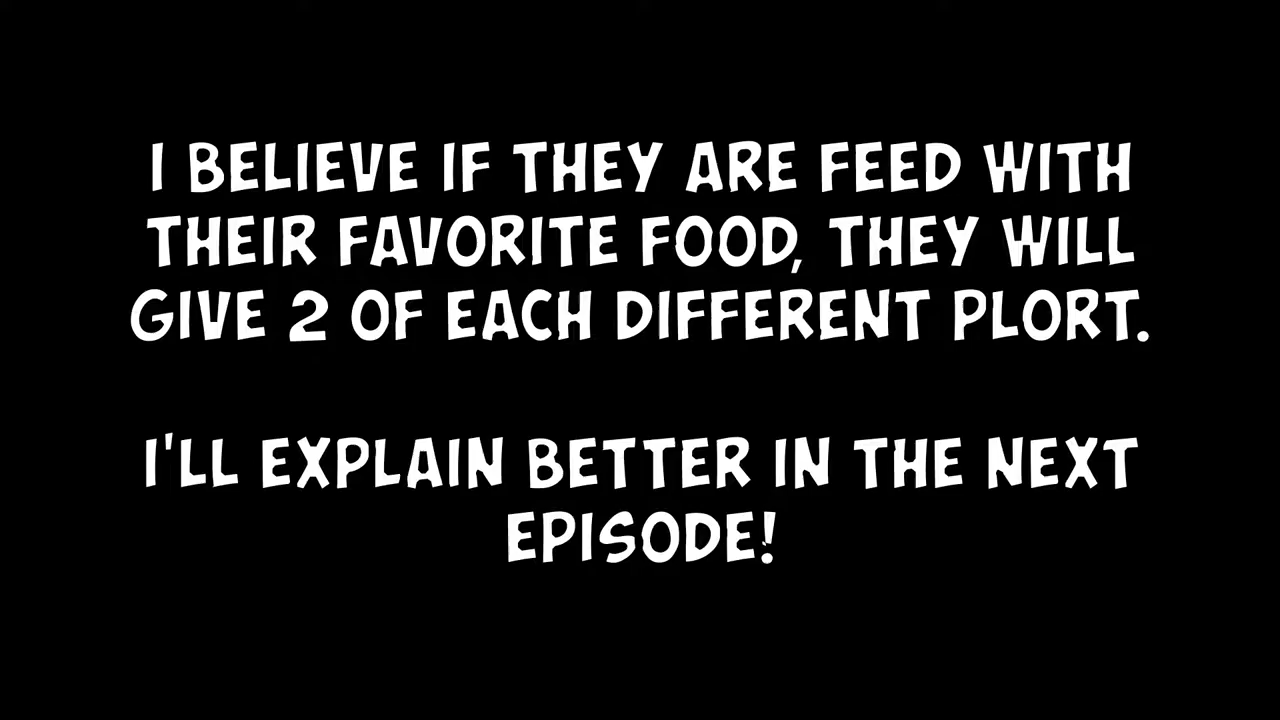 I BELIEVE IF THEY ARE FEED WITH
THEIR FAVORITE FOOD, THEY WILL
GIVE 2 OF EACH DIFFERENT PLORT.
I'LL EXPLAIN BETTER IN THE NEXT
EPISODE!